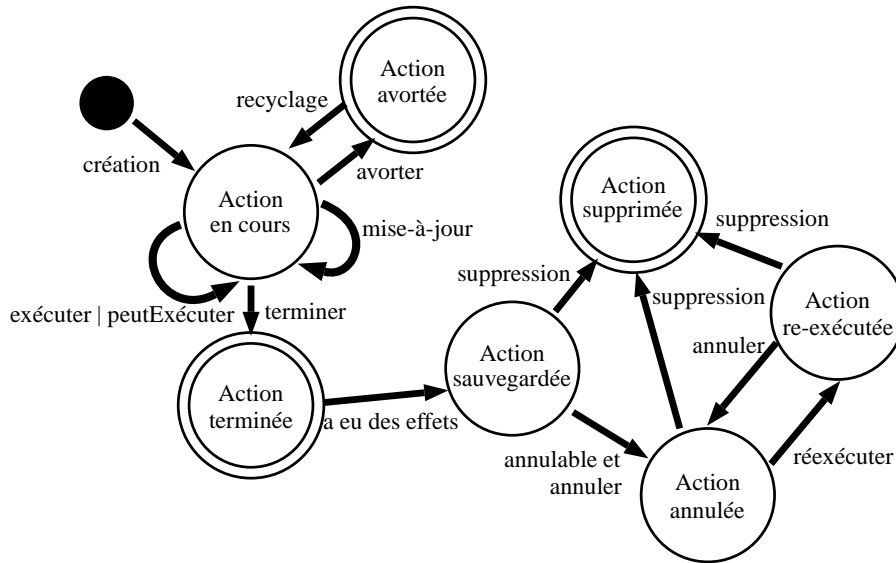 Action
avortée
recyclage
création
avorter
Action
en cours
mise-à-jour
Action
supprimée
suppression
suppression
suppression
exécuter | peutExécuter
terminer
Action
re-exécutée
annuler
Action
sauvegardée
Action
terminée
a eu des effets
annulable et
annuler
réexécuter
Action
annulée